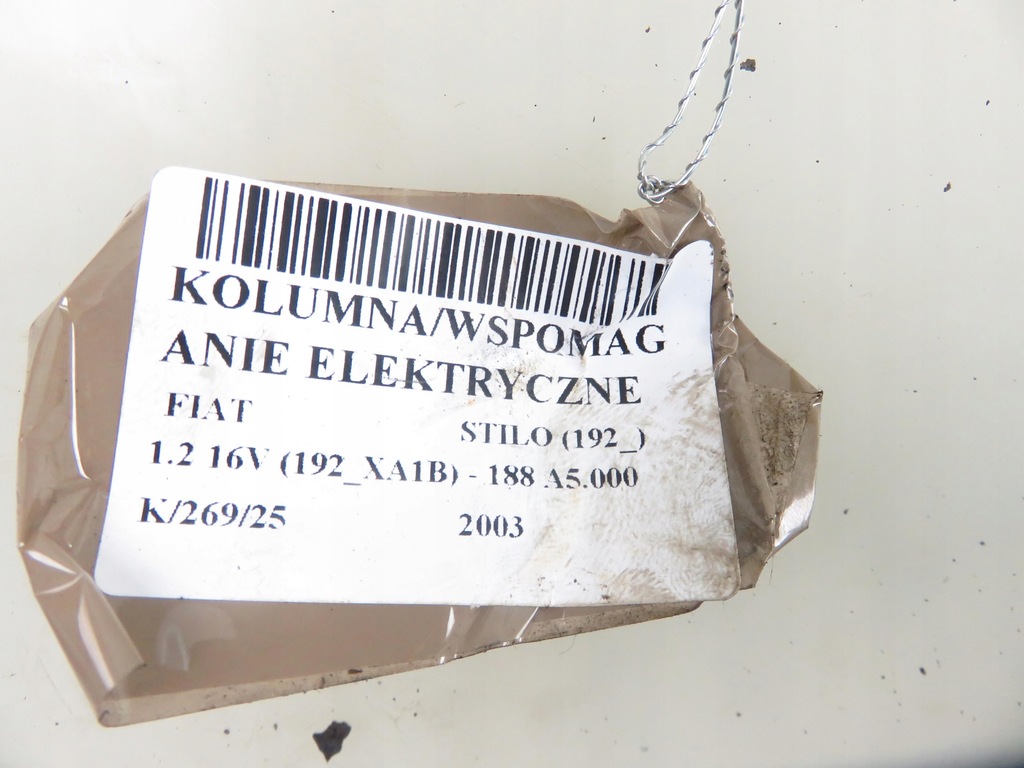 KOLUMNA/WSPOMAG
ANIE ELEKTRYCZNE
FIAT STILO (192_)
1.2 16V (192_XA1B) - 188 A5.000
K/269/25 2003